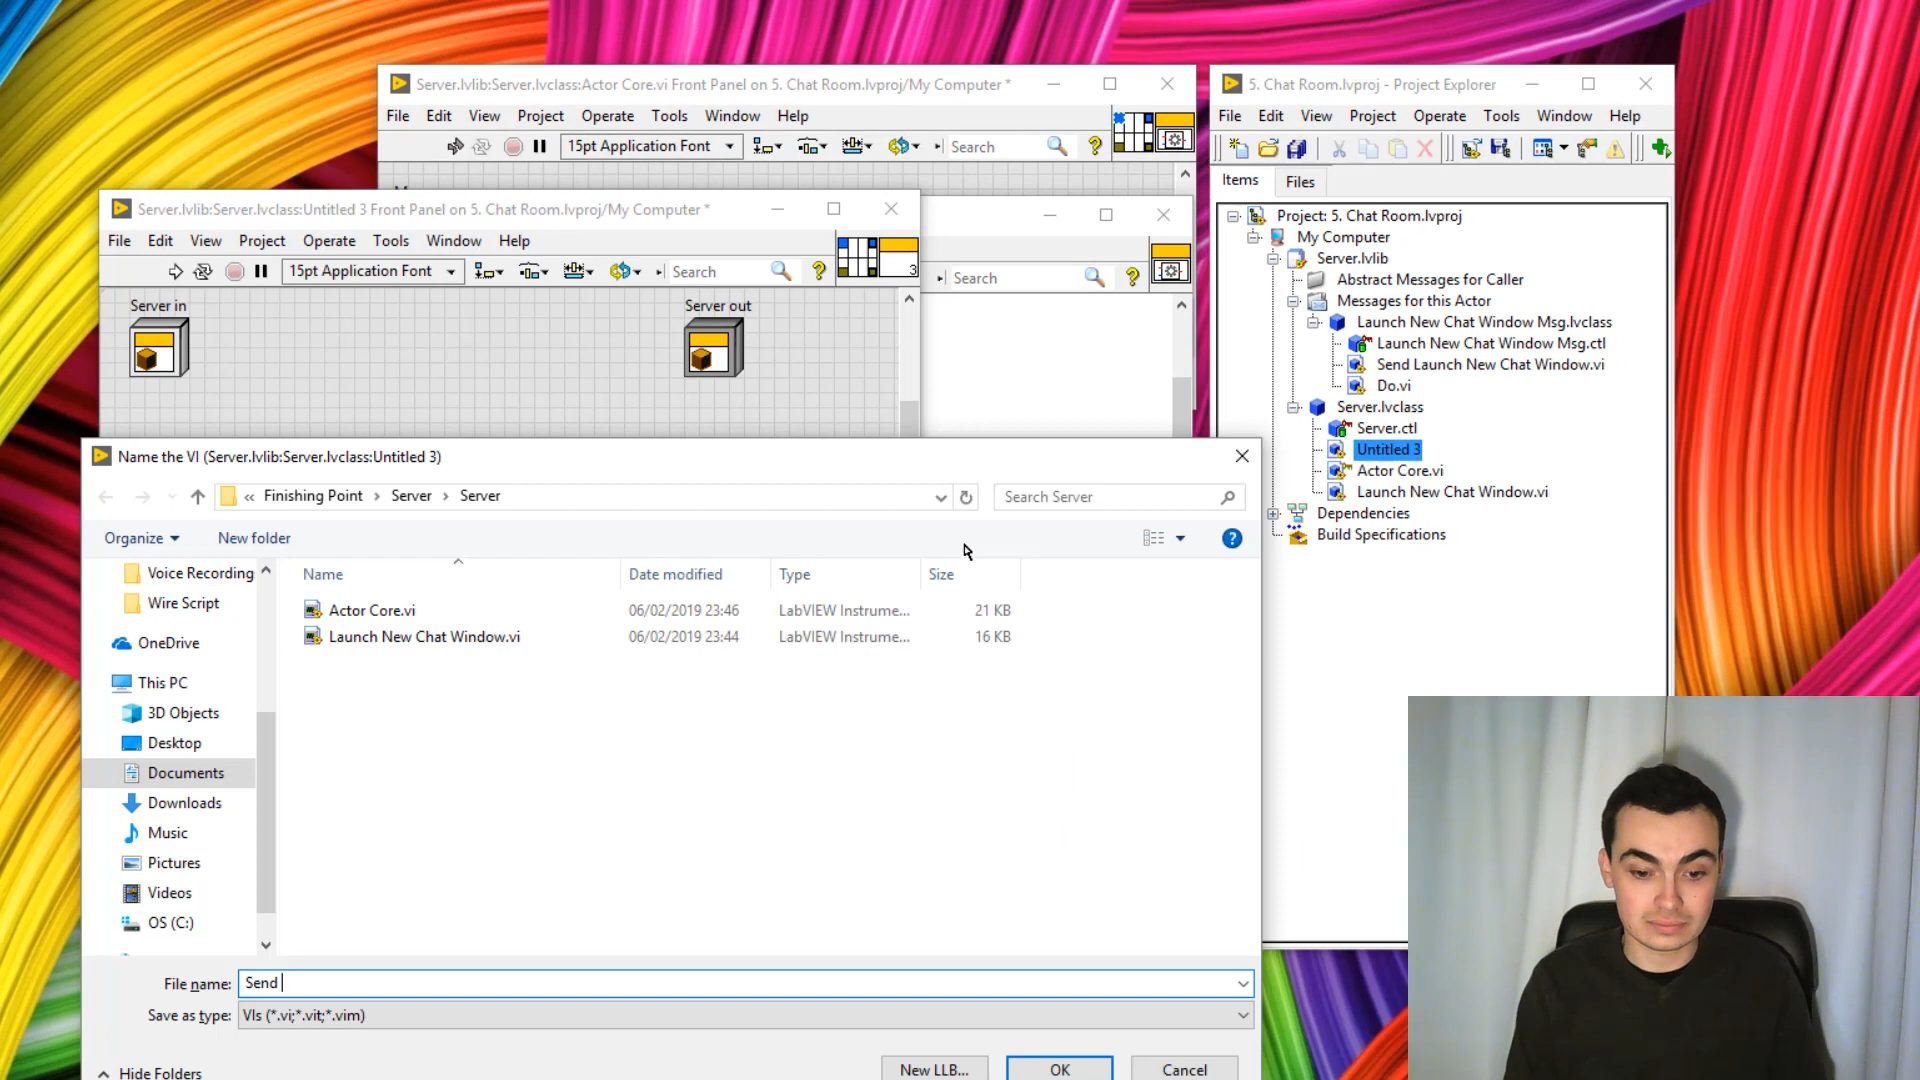 Server.lvlib:Server.lvclass:Actor Core.vi Front Panel on 5. Chat Room.lvproj/My Computer *
File Edit View Project Operate Tools Window Help
15pt Application Font
Search
Server.lvlib:Server.lvclass:Untitled 3 Front Panel on 5. Chat Room.lvproj/My Computer *
File Edit View Project Operate Tools Window Help
15pt Application Font
Search
3
Search
Server in
Server out
5. Chat Room.lvproj - Project Explorer
File Edit View Project Operate Tools Window Help
Items
Files
Project: 5. Chat Room.lvproj
My Computer
Server.lvlib
Abstract Messages for Caller
Messages for this Actor
Launch New Chat Window Msg.lvclass
Launch New Chat Window Msg.ctl
Send Launch New Chat Window.vi
Do.vi
Server.lvclass
Server.ctl
Untitled 3
Actor Core.vi
Launch New Chat Window.vi
Dependencies
Build Specifications
Name the VI (Server.lvlib:Server.lvclass:Untitled 3)
« Finishing Point > Server > Server
Search Server
Organize
New folder
Voice Recording
Wire Script
OneDrive
This PC
3D Objects
Desktop
Documents
Downloads
Music
Pictures
Videos
OS (C:)
Name Date modified Type Size
Actor Core.vi 06/02/2019 23:46 LabVIEW Instrume... 21 KB
Launch New Chat Window.vi 06/02/2019 23:44 LabVIEW Instrume... 16 KB
File name: Send
Save as type: VIs (*.vi;*.vit;*.vim)
Hide Folders
New LLB...
OK
Cancel